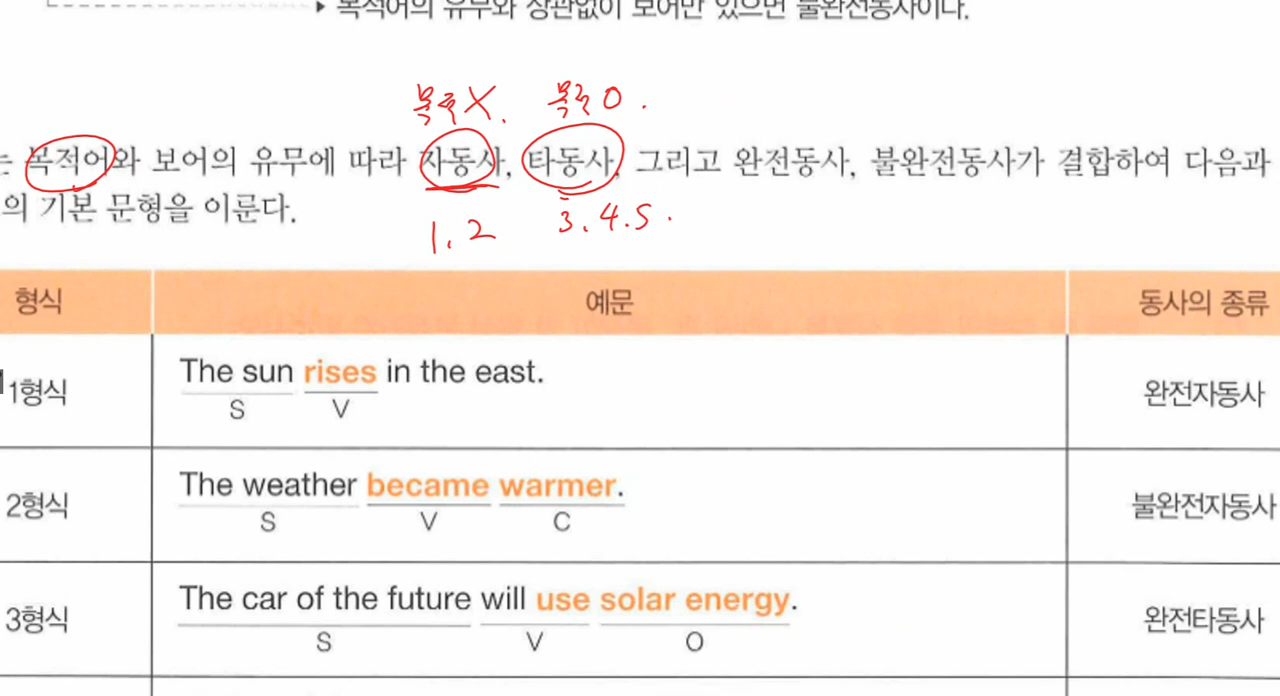 목적어의 유무와 상관없이 보어만 있으면 불완전동사이다.
X. O.
는 목적어와 보어의 유무에 따라 자동사, 타동사, 그리고 완전동사, 불완전동사가 결합하여 다음과
의 기본 문형을 이룬다.
1, 2 3, 4. 5.
형식 예문 동사의 종류
1형식 The sun rises in the east. 완전자동사
S V
2형식 The weather became warmer. 불완전자동사
S V C
3형식 The car of the future will use solar energy. 완전타동사
S V O